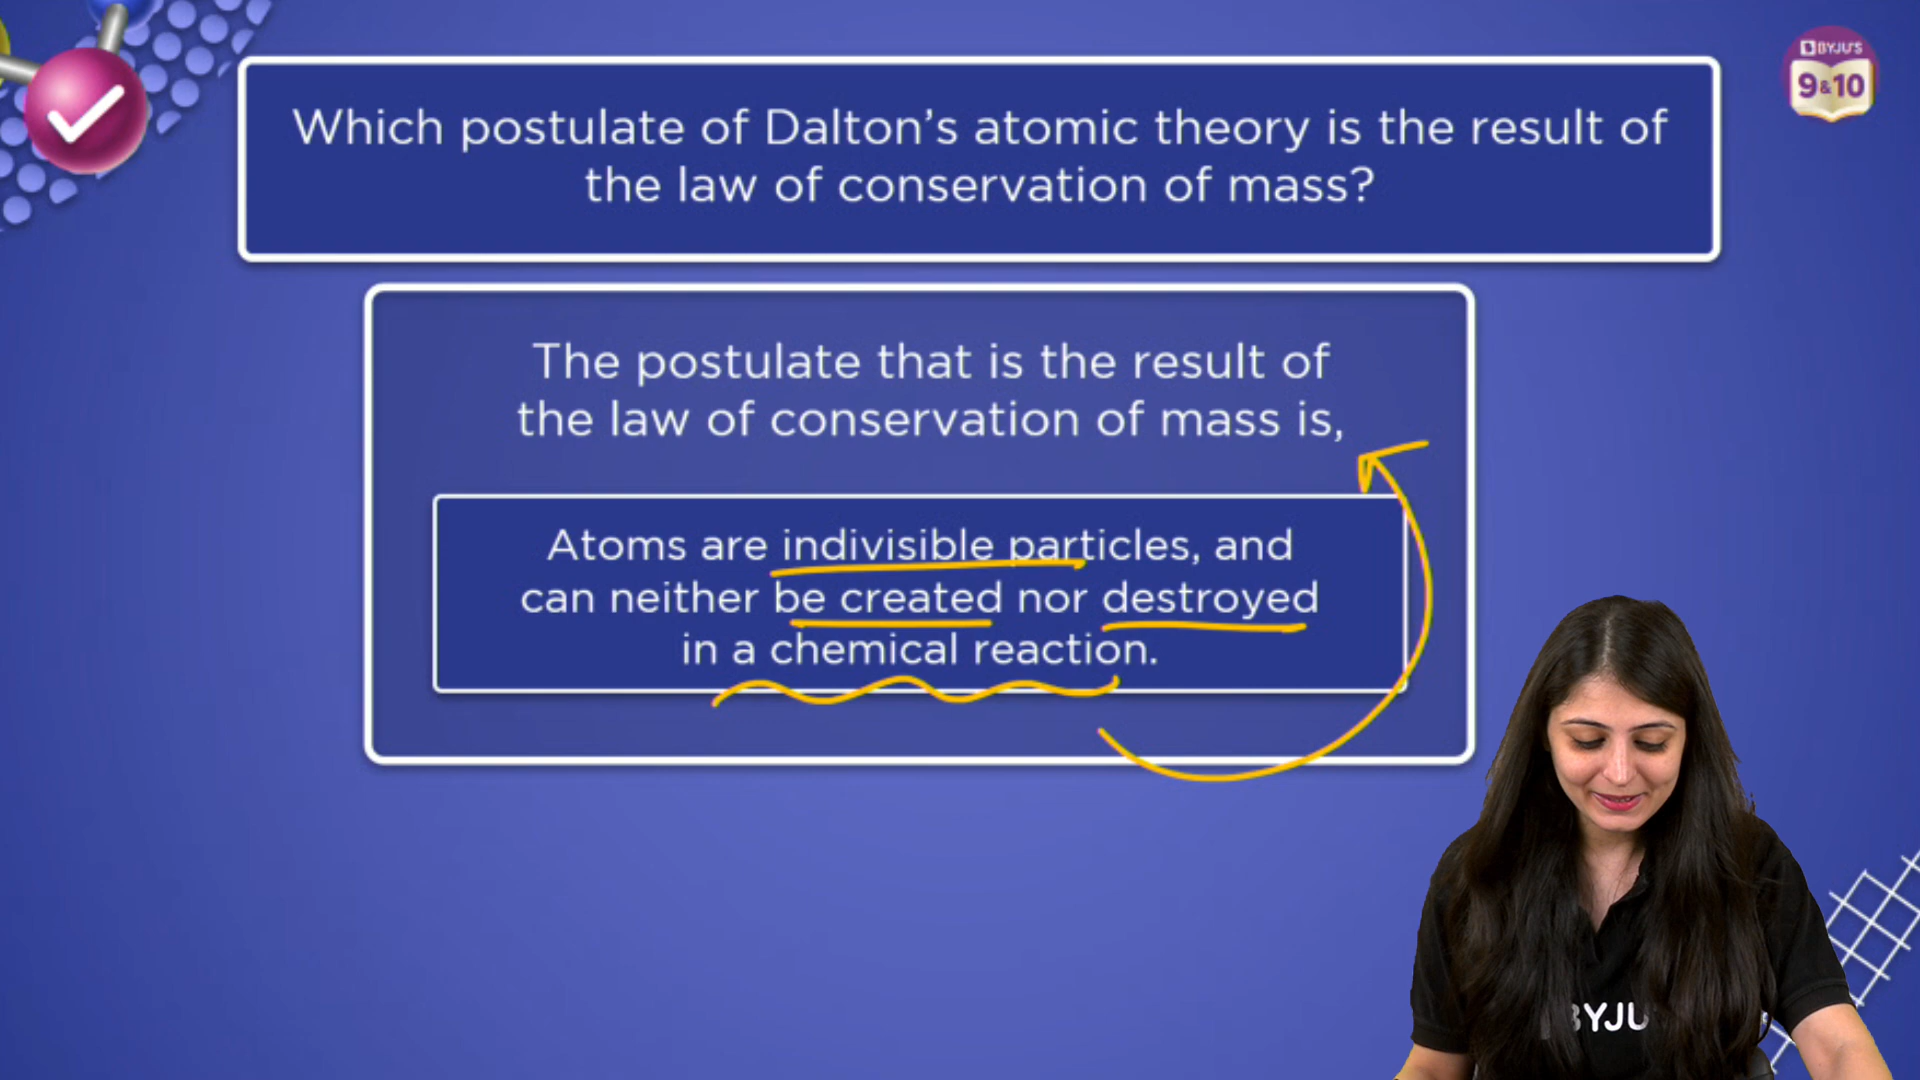 BYJU'S
9&10
Which postulate of Dalton's atomic theory is the result of
the law of conservation of mass?
The postulate that is the result of
the law of conservation of mass is,
Atoms are indivisible particles, and
can neither be created nor destroyed
in a chemical reaction.
BYJU